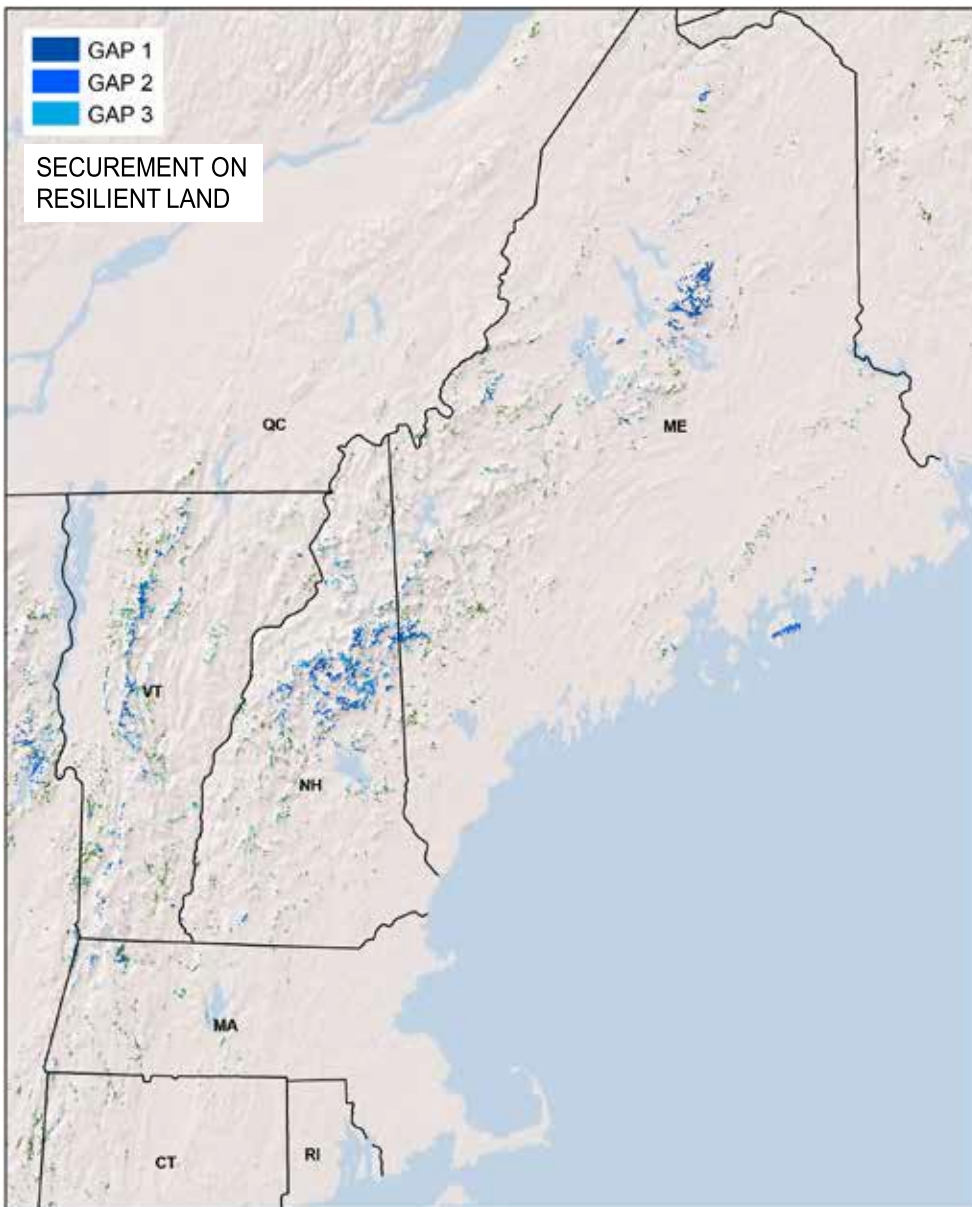 GAP 1
GAP 2
GAP 3
SECUREMENT ON
RESILIENT LAND
QC
ME
VT
NH
MA
CT
RI